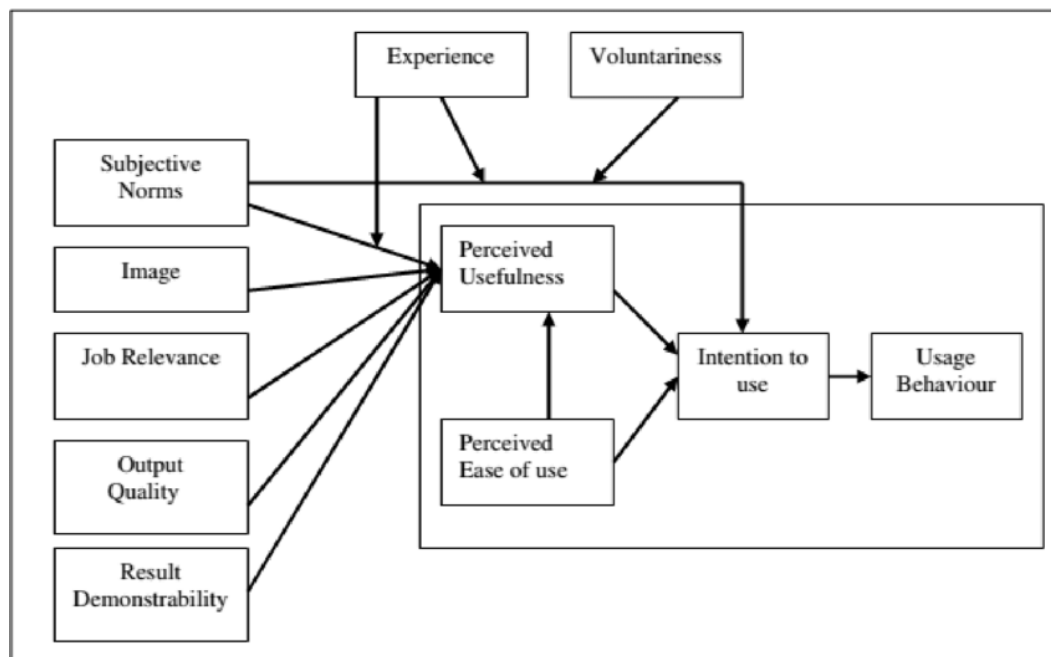 Experience
Voluntariness
Subjective
Norms
Image
Job Relevance
Output
Quality
Result
Demonstrability
Perceived
Usefulness
Perceived
Ease of use
Intention to
use
Usage
Behaviour